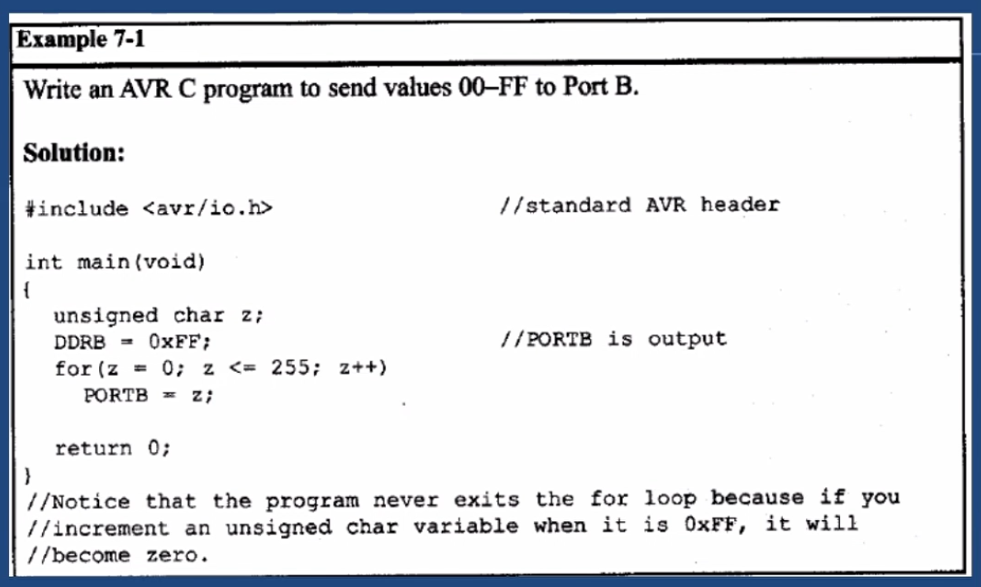 Example 7-1
Write an AVR C program to send values 00–FF to Port B.
Solution:
#include <avr/io.h> //standard AVR header
int main(void)
{
unsigned char z;
DDRB = 0xFF; //PORTB is output
for(z = 0; z <= 255; z++)
PORTB = z;
return 0;
}
//Notice that the program never exits the for loop because if you
//increment an unsigned char variable when it is 0xFF, it will
//become zero.